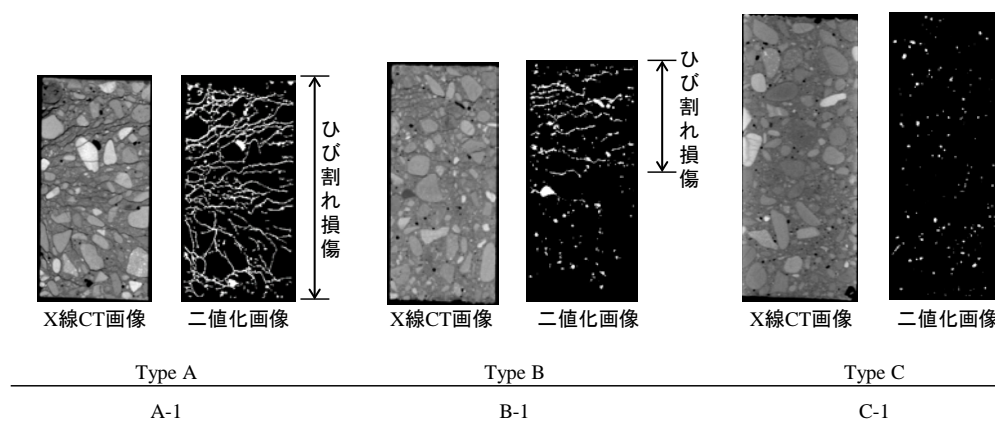 ひび割れ損傷
ひび割れ損傷
X線CT画像
二値化画像
X線CT画像
二値化画像
X線CT画像
二値化画像
Type A
Type B
Type C
A-1
B-1
C-1